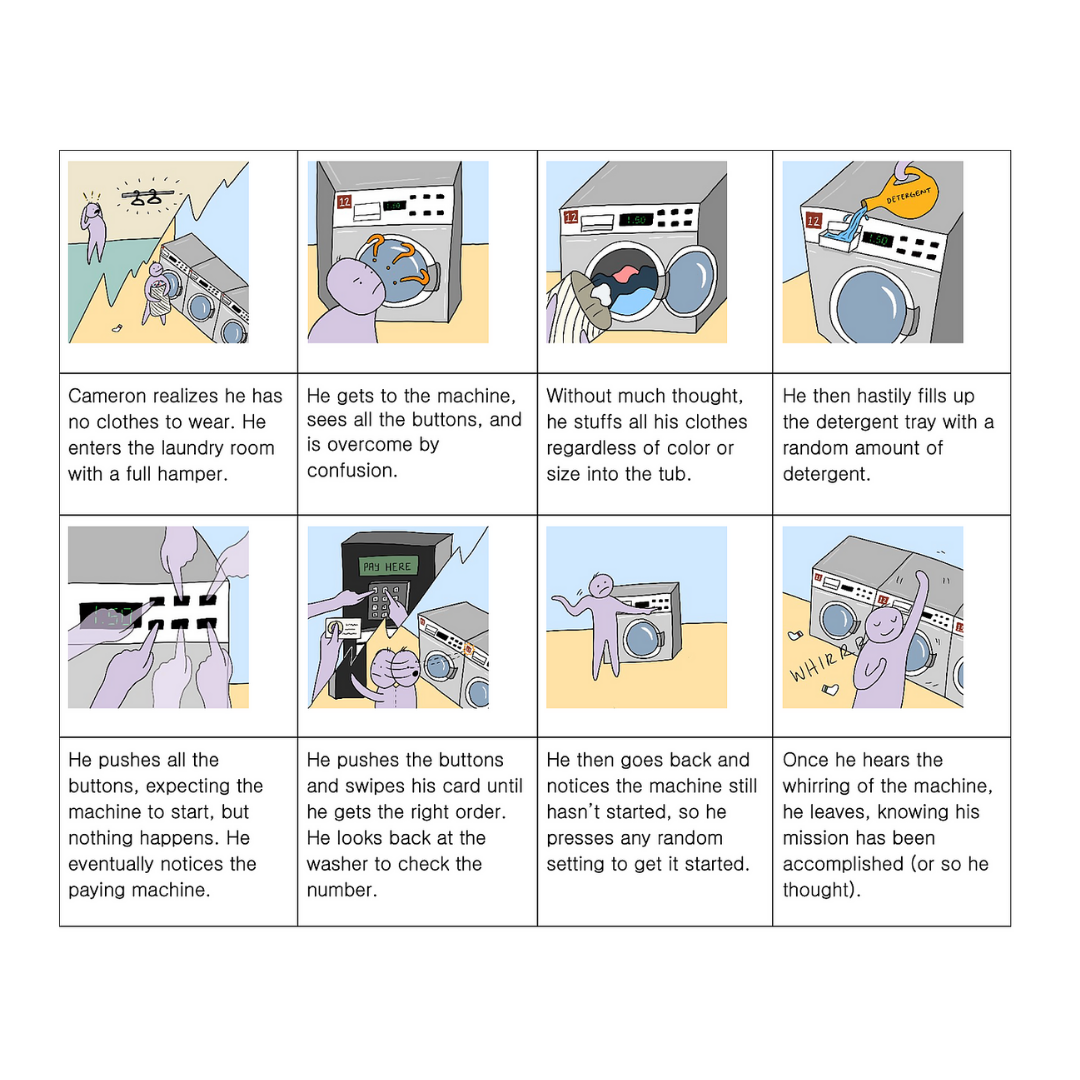 12
1.50
12
1.50
DETERGENT
12
1.50
Cameron realizes he has
no clothes to wear. He
enters the laundry room
with a full hamper.
He gets to the machine,
sees all the buttons, and
is overcome by
confusion.
Without much thought,
he stuffs all his clothes
regardless of color or
size into the tub.
He then hastily fills up
the detergent tray with a
random amount of
detergent.
1.50
PAY HERE
12
WHIRRR
He pushes all the
buttons, expecting the
machine to start, but
nothing happens. He
eventually notices the
paying machine.
He pushes the buttons
and swipes his card until
he gets the right order.
He looks back at the
washer to check the
number.
He then goes back and
notices the machine still
hasn't started, so he
presses any random
setting to get it started.
Once he hears the
whirring of the machine,
he leaves, knowing his
mission has been
accomplished (or so he
thought).